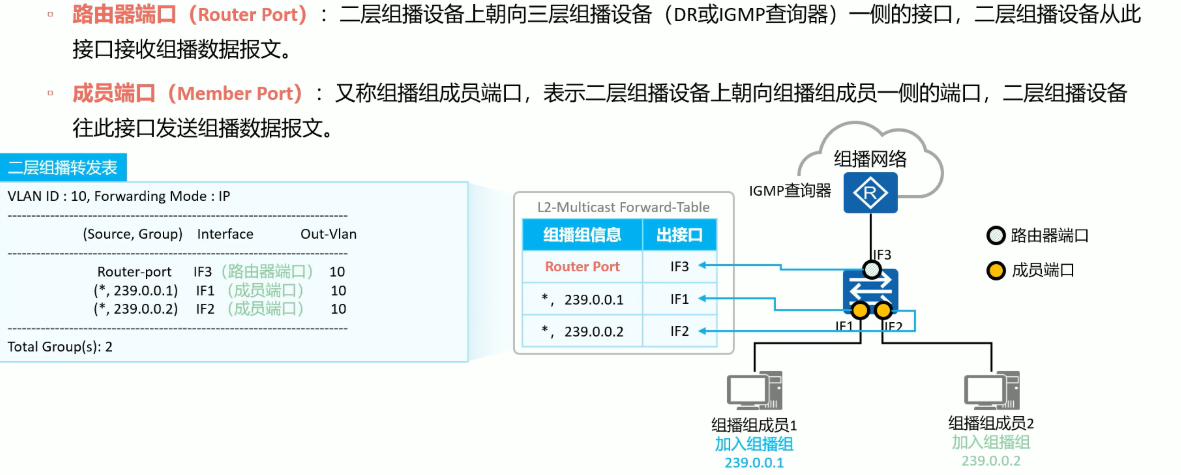 ▫ 路由器端口（Router Port）：二层组播设备上朝向三层组播设备（DR或IGMP查询器）一侧的接口，二层组播设备从此
接口接收组播数据报文。
▫ 成员端口（Member Port）：又称组播组成员端口，表示二层组播设备上朝向组播组成员一侧的端口，二层组播设备
往此接口发送组播数据报文。
二层组播转发表
VLAN ID : 10, Forwarding Mode : IP
--------------------------------------------------------------------
(Source, Group) Interface Out-Vlan
--------------------------------------------------------------------
Router-port IF3（路由器端口） 10
(*, 239.0.0.1) IF1（成员端口） 10
(*, 239.0.0.2) IF2（成员端口） 10
--------------------------------------------------------------------
Total Group(s): 2
L2-Multicast Forward-Table
组播组信息 出接口
Router Port IF3
*， 239.0.0.1 IF1
*， 239.0.0.2 IF2
组播网络
IGMP查询器
R
IF3
IF1
IF2
路由器端口
成员端口
组播组成员1
加入组播组
239.0.0.1
组播组成员2
加入组播组
239.0.0.2